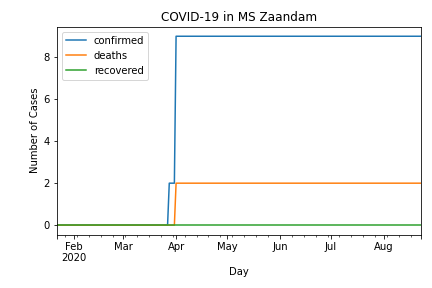 COVID-19 in MS Zaandam
confirmed
deaths
recovered
Number of Cases
8
6
4
2
0
Feb
2020
Mar
Apr
May
Jun
Jul
Aug
Day